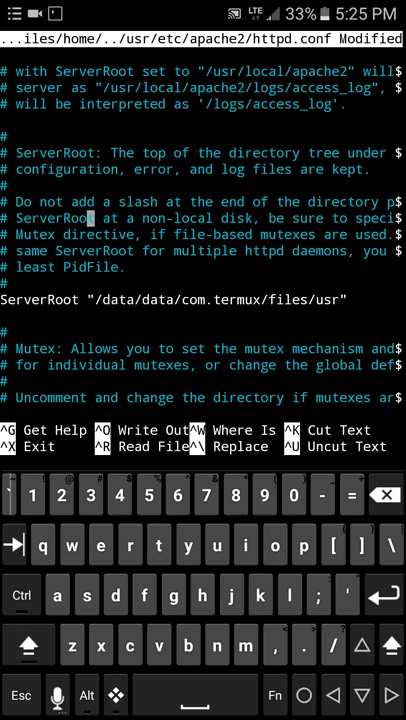 LTE 33% 5:25 PM
...iles/home/../usr/etc/apache2/httpd.conf Modified
# with ServerRoot set to "/usr/local/apache2" will$
# server as "/usr/local/apache2/logs/access_log", $
# will be interpreted as '/logs/access_log'.
#
# ServerRoot: The top of the directory tree under $
# configuration, error, and log files are kept.
#
# Do not add a slash at the end of the directory p$
# ServerRoot at a non-local disk, be sure to speci$
# Mutex directive, if file-based mutexes are used.$
# same ServerRoot for multiple httpd daemons, you $
# least PidFile.
#
ServerRoot "/data/data/com.termux/files/usr"
#
# Mutex: Allows you to set the mutex mechanism and$
# for individual mutexes, or change the global def$
#
# Uncomment and change the directory if mutexes ar$
^G Get Help ^O Write Out ^W Where Is ^K Cut Text
^X Exit ^R Read File ^\ Replace ^U Uncut Text
` 1 2 3 4 5 6 7 8 9 0 - =
q w e r t y u i o p [ ] \
Ctrl a s d f g h j k l ; '
z x c v b n m , . /
Esc Alt Fn